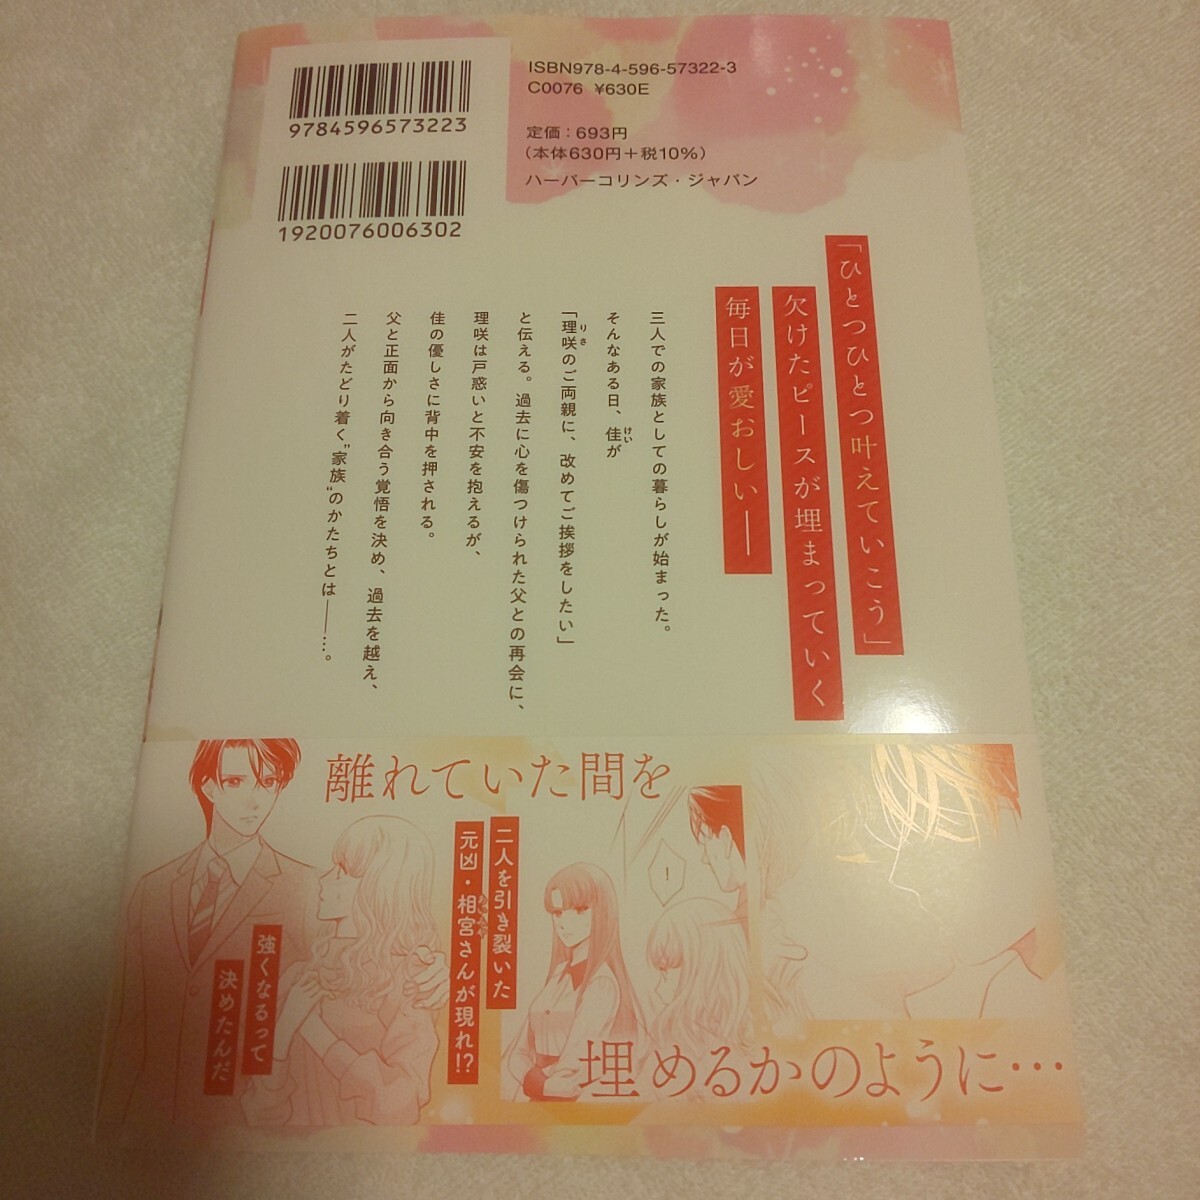 ISBN978-4-596-57322-3
C0076 ¥630E
9784596573223
定価：693円
（本体630円＋税10%）
ハーパーコリンズ・ジャパン
1920076006302
「ひとつひとつ叶えていこう」
欠けたピースが埋まっていく
毎日が愛おしい――
三人での家族としての暮らしが始まった。
そんなある日、佳が
けい
「理咲のご両親に、改めてご挨拶をしたい」
りさ
と伝える。過去に心を傷つけられた父との再会に、
理咲は戸惑いと不安を抱えるが、
佳の優しさに背中を押される。
父と正面から向き合う覚悟を決め、過去を越え、
二人がたどり着く“家族”のかたちとは――…。
離れていた間を
二人を引き裂いた
元凶・相宮さんが現れ!?
！
強くなるって
決めたんだ
埋めるかのように…